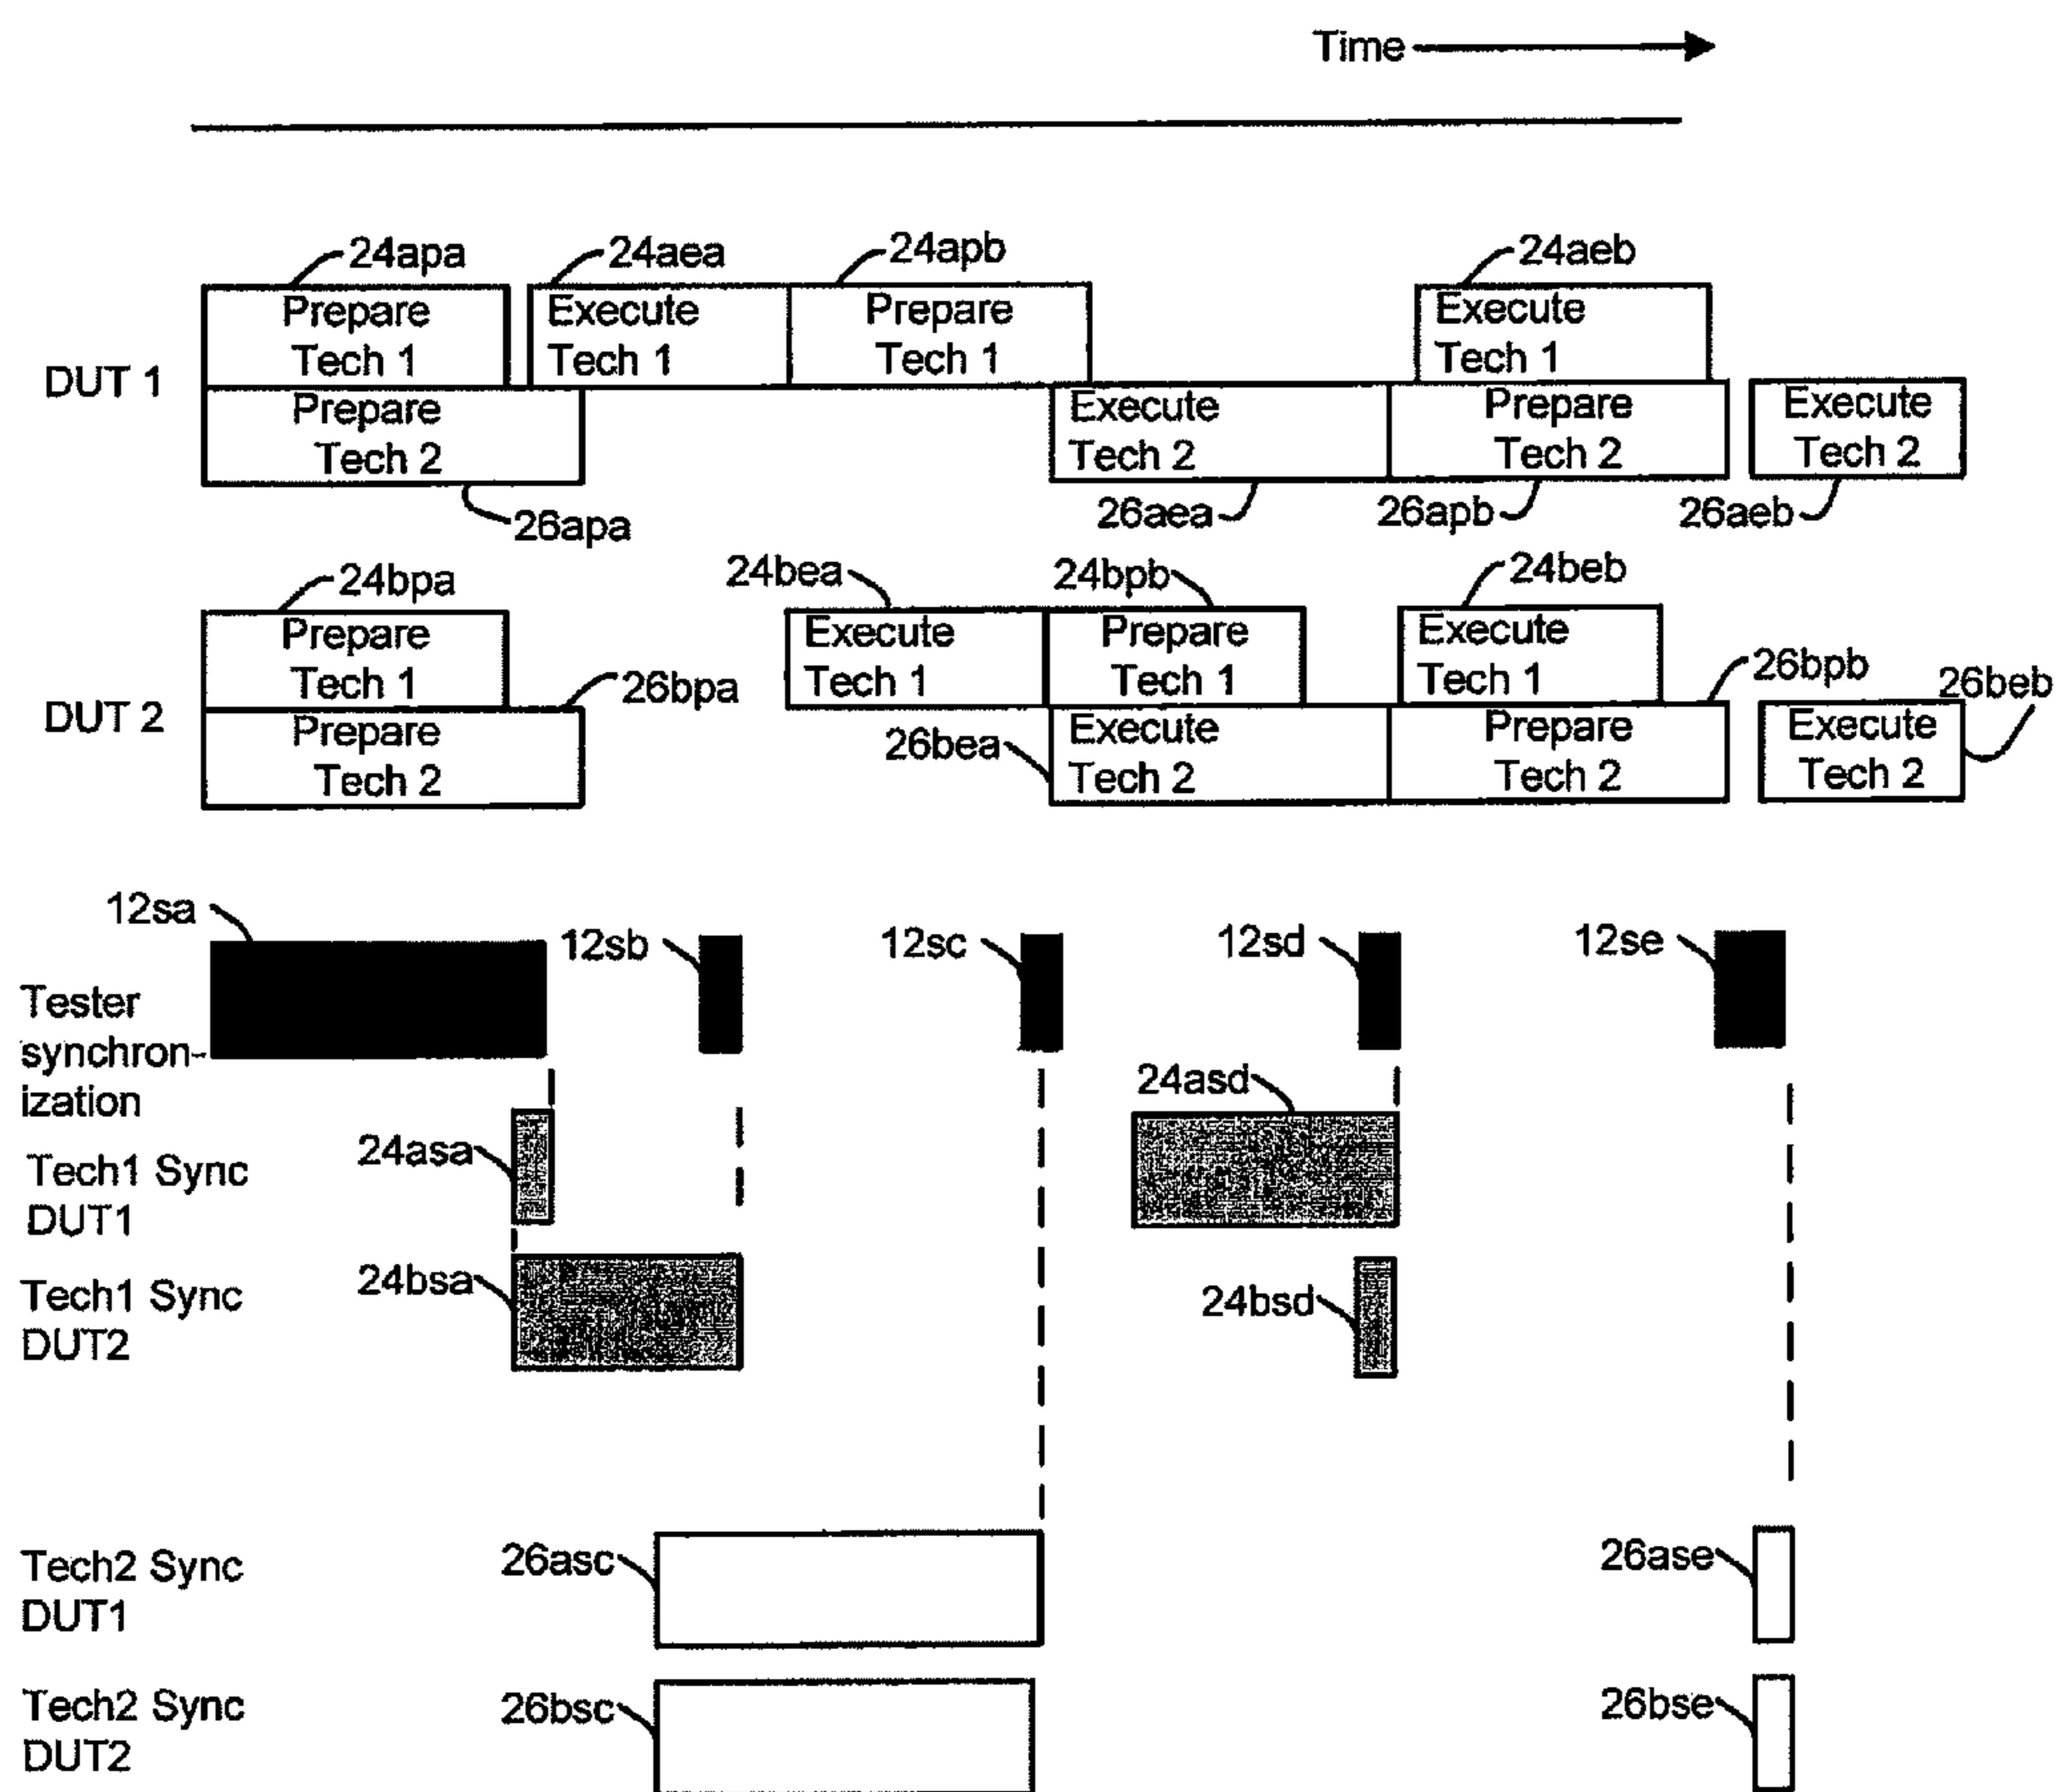 Time
24apa
24aea
24apb
24aeb
Prepare
Tech 1
Execute
Tech 1
Prepare
Tech 1
Execute
Tech 1
DUT 1
Prepare
Tech 2
Execute
Tech 2
Prepare
Tech 2
Execute
Tech 2
26apa
26aea
26apb
26aeb
24bpa
24bea
24bpb
24beb
Prepare
Tech 1
Execute
Tech 1
Prepare
Tech 1
Execute
Tech 1
26bpa
26bpb
26beb
DUT 2
Prepare
Tech 2
26bea
Execute
Tech 2
Prepare
Tech 2
Execute
Tech 2
12sa
12sb
12sc
12sd
12se
Tester
synchron-
ization
24asd
24asa
Tech1 Sync
DUT1
24bsa
24bsd
Tech1 Sync
DUT2
26asc
26ase
Tech2 Sync
DUT1
26bsc
26bse
Tech2 Sync
DUT2